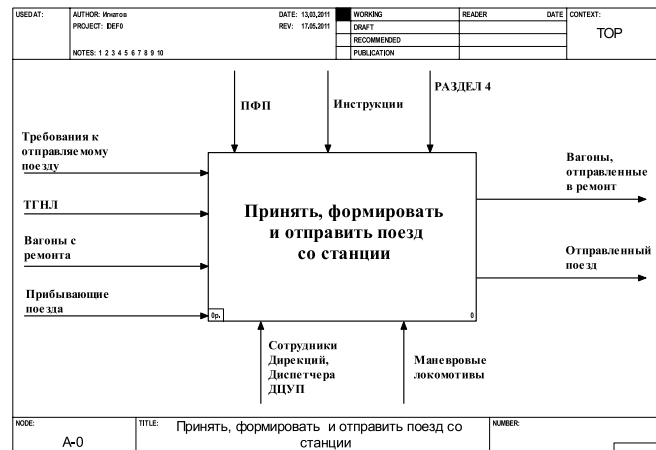 USED AT:
AUTHOR: Игнатов
DATE: 13,03,2011
WORKING
READER
DATE
CONTEXT:
PROJECT: IDEF0
REV: 17.05.2011
DRAFT
TOP
RECOMMENDED
NOTES: 1 2 3 4 5 6 7 8 9 10
PUBLICATION
ПФП
Инструкции
РАЗДЕЛ 4
Требования к
отправляемому
поезду
ТГНЛ
Вагоны с
ремонта
Прибывающие
поезда
Принять, формировать
и отправить поезд
со станции
0р.
0
Вагоны,
отправленные
в ремонт
Отправленный
поезд
Сотрудники
Дирекций,
Диспетчера
ДЦУП
Маневровые
локомотивы
NODE:
A-0
TITLE:
Принять, формировать и отправить поезд со
станции
NUMBER: